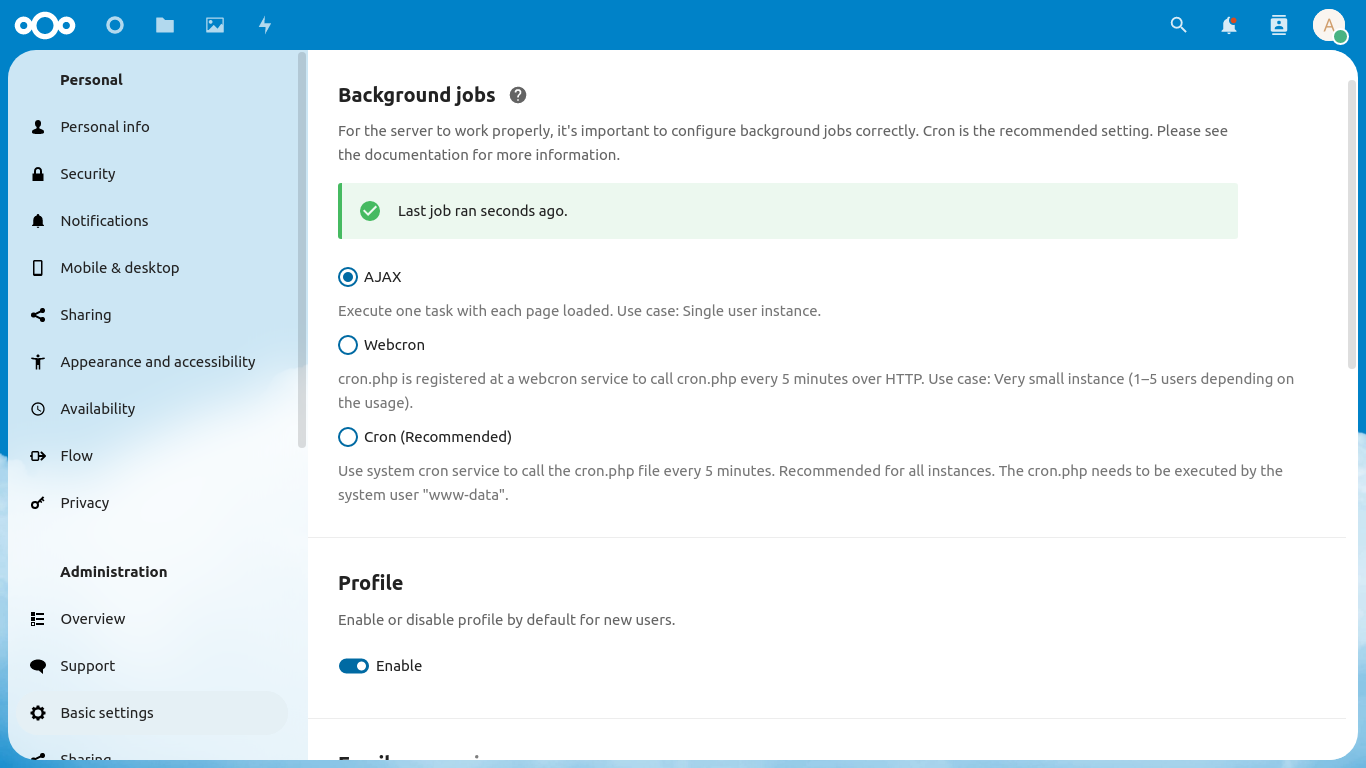 A
Personal
Personal info
Security
Notifications
Mobile & desktop
Sharing
Appearance and accessibility
Availability
Flow
Privacy
Administration
Overview
Support
Basic settings
Sharing
Background jobs
For the server to work properly, it's important to configure background jobs correctly. Cron is the recommended setting. Please see
the documentation for more information.
Last job ran seconds ago.
AJAX
Execute one task with each page loaded. Use case: Single user instance.
Webcron
cron.php is registered at a webcron service to call cron.php every 5 minutes over HTTP. Use case: Very small instance (1–5 users depending on
the usage).
Cron (Recommended)
Use system cron service to call the cron.php file every 5 minutes. Recommended for all instances. The cron.php needs to be executed by the
system user "www-data".
Profile
Enable or disable profile by default for new users.
Enable